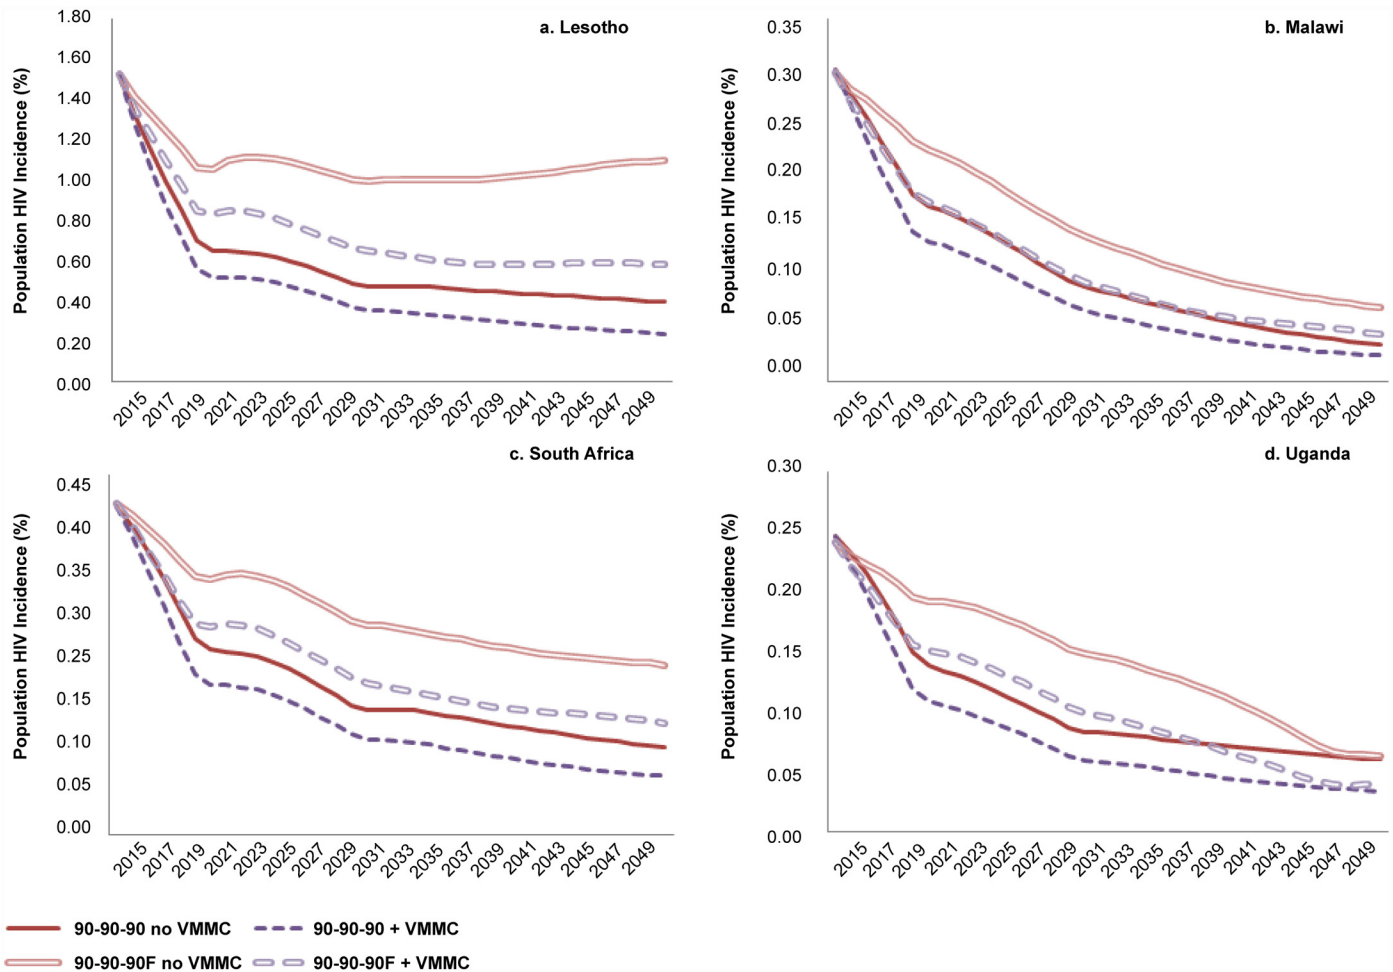 a. Lesotho
Population HIV Incidence (%)
1.80
1.60
1.40
1.20
1.00
0.80
0.60
0.40
0.20
0.00
2015 2017 2019 2021 2023 2025 2027 2029 2031 2033 2035 2037 2039 2041 2043 2045 2047 2049
b. Malawi
Population HIV Incidence (%)
0.35
0.30
0.25
0.20
0.15
0.10
0.05
0.00
2015 2017 2019 2021 2023 2025 2027 2029 2031 2033 2035 2037 2039 2041 2043 2045 2047 2049
c. South Africa
Population HIV Incidence (%)
0.45
0.40
0.35
0.30
0.25
0.20
0.15
0.10
0.05
0.00
2015 2017 2019 2021 2023 2025 2027 2029 2031 2033 2035 2037 2039 2041 2043 2045 2047 2049
d. Uganda
Population HIV Incidence (%)
0.30
0.25
0.20
0.15
0.10
0.05
0.00
2015 2017 2019 2021 2023 2025 2027 2029 2031 2033 2035 2037 2039 2041 2043 2045 2047 2049
90-90-90 no VMMC 90-90-90 + VMMC
90-90-90F no VMMC 90-90-90F + VMMC